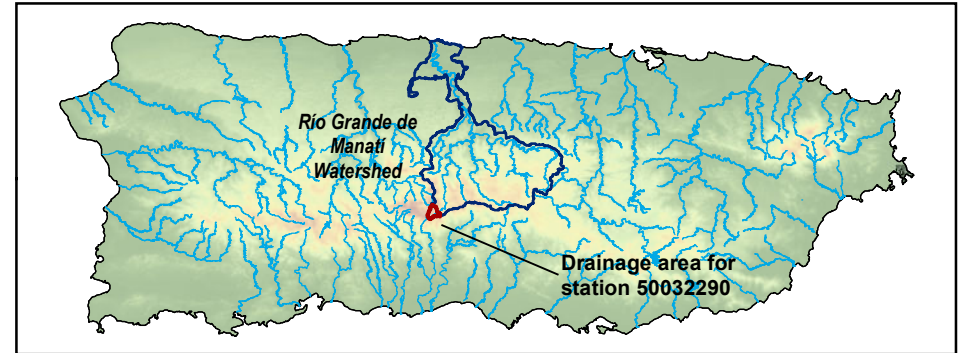 Río Grande de
Manatí
Watershed
Drainage area for
station 50032290